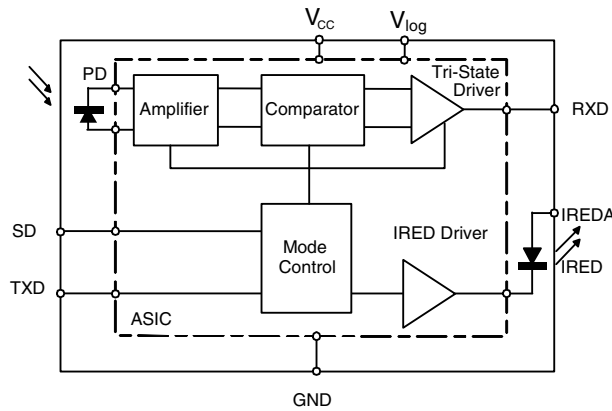 Vcc
Vlog
PD
Tri-State
Driver
Amplifier
Comparator
RXD
SD
IREDA
Mode
Control
IRED Driver
IRED
TXD
ASIC
GND